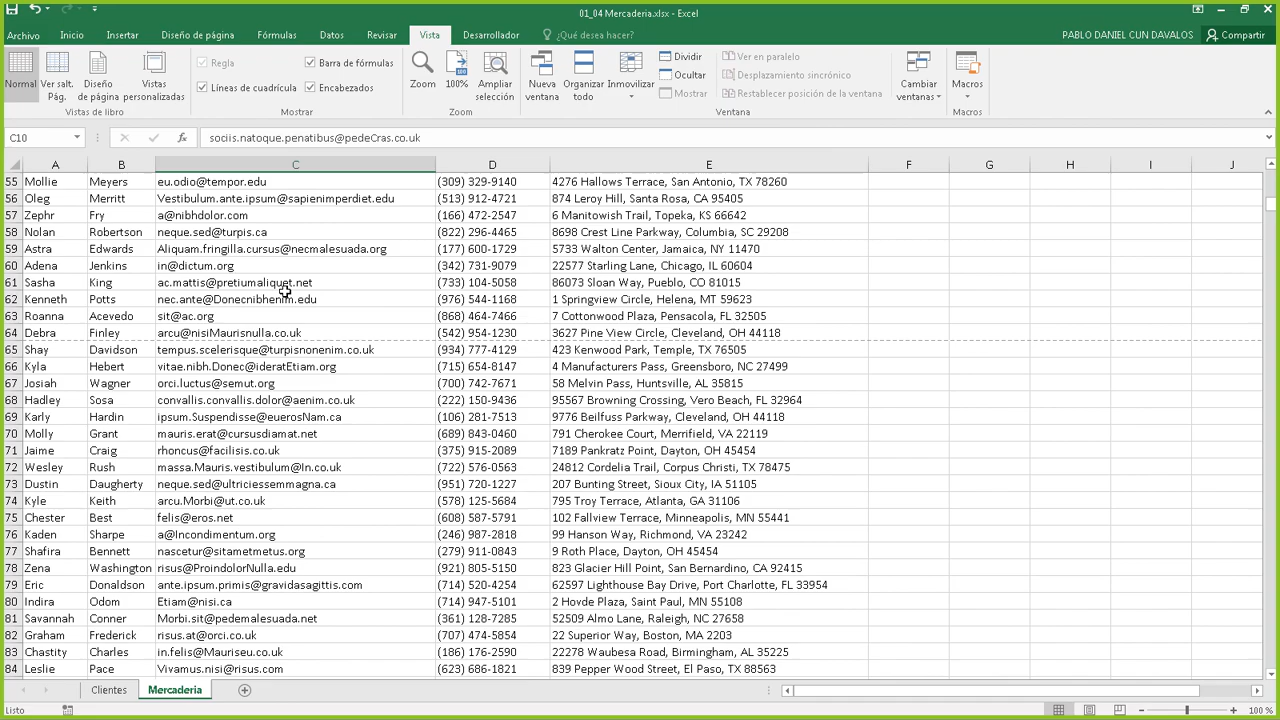 01_04 Mercaderia.xlsx - Excel
Archivo Inicio Insertar Diseño de página Fórmulas Datos Revisar Vista Desarrollador ¿Qué desea hacer? PABLO DANIEL CUN DAVALOS Compartir
Normal Ver salt. Pág. Diseño de página Vistas personalizadas
Vistas de libro
Regla Barra de fórmulas
Líneas de cuadrícula Encabezados
Mostrar
Zoom 100% Ampliar selección
Zoom
Nueva ventana Organizar todo Inmovilizar
Dividir Ver en paralelo
Ocultar Desplazamiento sincrónico
Mostrar Restablecer posición de la ventana
Cambiar ventanas
Ventana
Macros
Macros
C10 fx sociis.natoque.penatibus@pedeCras.co.uk
A B C D E F G H I J
55 Mollie Meyers eu.odio@tempor.edu (309) 329-9140 4276 Hallows Terrace, San Antonio, TX 78260
56 Oleg Merritt Vestibulum.ante.ipsum@sapienimperdiet.edu (513) 912-4721 874 Leroy Hill, Santa Rosa, CA 95405
57 Zephr Fry a@nibhdolor.com (166) 472-2547 6 Manitowish Trail, Topeka, KS 66642
58 Nolan Robertson neque.sed@turpis.ca (822) 296-4465 8698 Crest Line Parkway, Columbia, SC 29208
59 Astra Edwards Aliquam.fringilla.cursus@necmalesuada.org (177) 600-1729 5733 Walton Center, Jamaica, NY 11470
60 Adena Jenkins in@dictum.org (342) 731-9079 22577 Starling Lane, Chicago, IL 60604
61 Sasha King ac.mattis@pretiumaliquet.net (733) 104-5058 86073 Sloan Way, Pueblo, CO 81015
62 Kenneth Potts nec.ante@Donecnibhenim.edu (976) 544-1168 1 Springview Circle, Helena, MT 59623
63 Roanna Acevedo sit@ac.org (868) 464-7466 7 Cottonwood Plaza, Pensacola, FL 32505
64 Debra Finley arcu@nisiMaurisnulla.co.uk (542) 954-1230 3627 Pine View Circle, Cleveland, OH 44118
65 Shay Davidson tempus.scelerisque@turpisnonenim.co.uk (934) 777-4129 423 Kenwood Park, Temple, TX 76505
66 Kyla Hebert vitae.nibh.Donec@ideratEtiam.org (715) 654-8147 4 Manufacturers Pass, Greensboro, NC 27499
67 Josiah Wagner orci.luctus@semut.org (700) 742-7671 58 Melvin Pass, Huntsville, AL 35815
68 Hadley Sosa convallis.convallis.dolor@aenim.co.uk (222) 150-9436 95567 Browning Crossing, Vero Beach, FL 32964
69 Karly Hardin ipsum.Suspendisse@euerosNam.ca (106) 281-7513 9776 Beilfuss Parkway, Cleveland, OH 44118
70 Molly Grant mauris.erat@cursusdiamat.net (689) 843-0460 791 Cherokee Court, Merrifield, VA 22119
71 Jaime Craig rhoncus@facilisis.co.uk (375) 915-2089 7189 Pankratz Point, Dayton, OH 45454
72 Wesley Rush massa.Mauris.vestibulum@In.co.uk (722) 576-0563 24812 Cordelia Trail, Corpus Christi, TX 78475
73 Dustin Daugherty neque.sed@ultriciessemmagna.ca (951) 720-1227 207 Bunting Street, Sioux City, IA 51105
74 Kyle Keith arcu.Morbi@ut.co.uk (578) 125-5684 795 Troy Terrace, Atlanta, GA 31106
75 Chester Best felis@eros.net (608) 587-5791 102 Fallview Terrace, Minneapolis, MN 55441
76 Kaden Sharpe a@Incondimentum.org (246) 987-2818 99 Hanson Way, Richmond, VA 23242
77 Shafira Bennett nascetur@sitametmetus.org (279) 911-0843 9 Roth Place, Dayton, OH 45454
78 Zena Washington risus@ProindolorNulla.edu (921) 805-5150 823 Glacier Hill Point, San Bernardino, CA 92415
79 Eric Donaldson ante.ipsum.primis@gravidasagittis.com (714) 520-4254 62597 Lighthouse Bay Drive, Port Charlotte, FL 33954
80 Indira Odom Etiam@nisi.ca (714) 947-5101 2 Hovde Plaza, Saint Paul, MN 55108
81 Savannah Conner Morbi.sit@pedemalesuada.net (361) 128-7285 52509 Almo Lane, Raleigh, NC 27658
82 Graham Frederick risus.at@orci.co.uk (707) 474-5854 22 Superior Way, Boston, MA 2203
83 Chastity Charles in.felis@Mauriseu.co.uk (186) 176-2590 22278 Waubesa Road, Birmingham, AL 35225
84 Leslie Pace Vivamus.nisi@risus.com (623) 686-1821 839 Pepper Wood Street, El Paso, TX 88563
Clientes Mercaderia
Listo 100 %